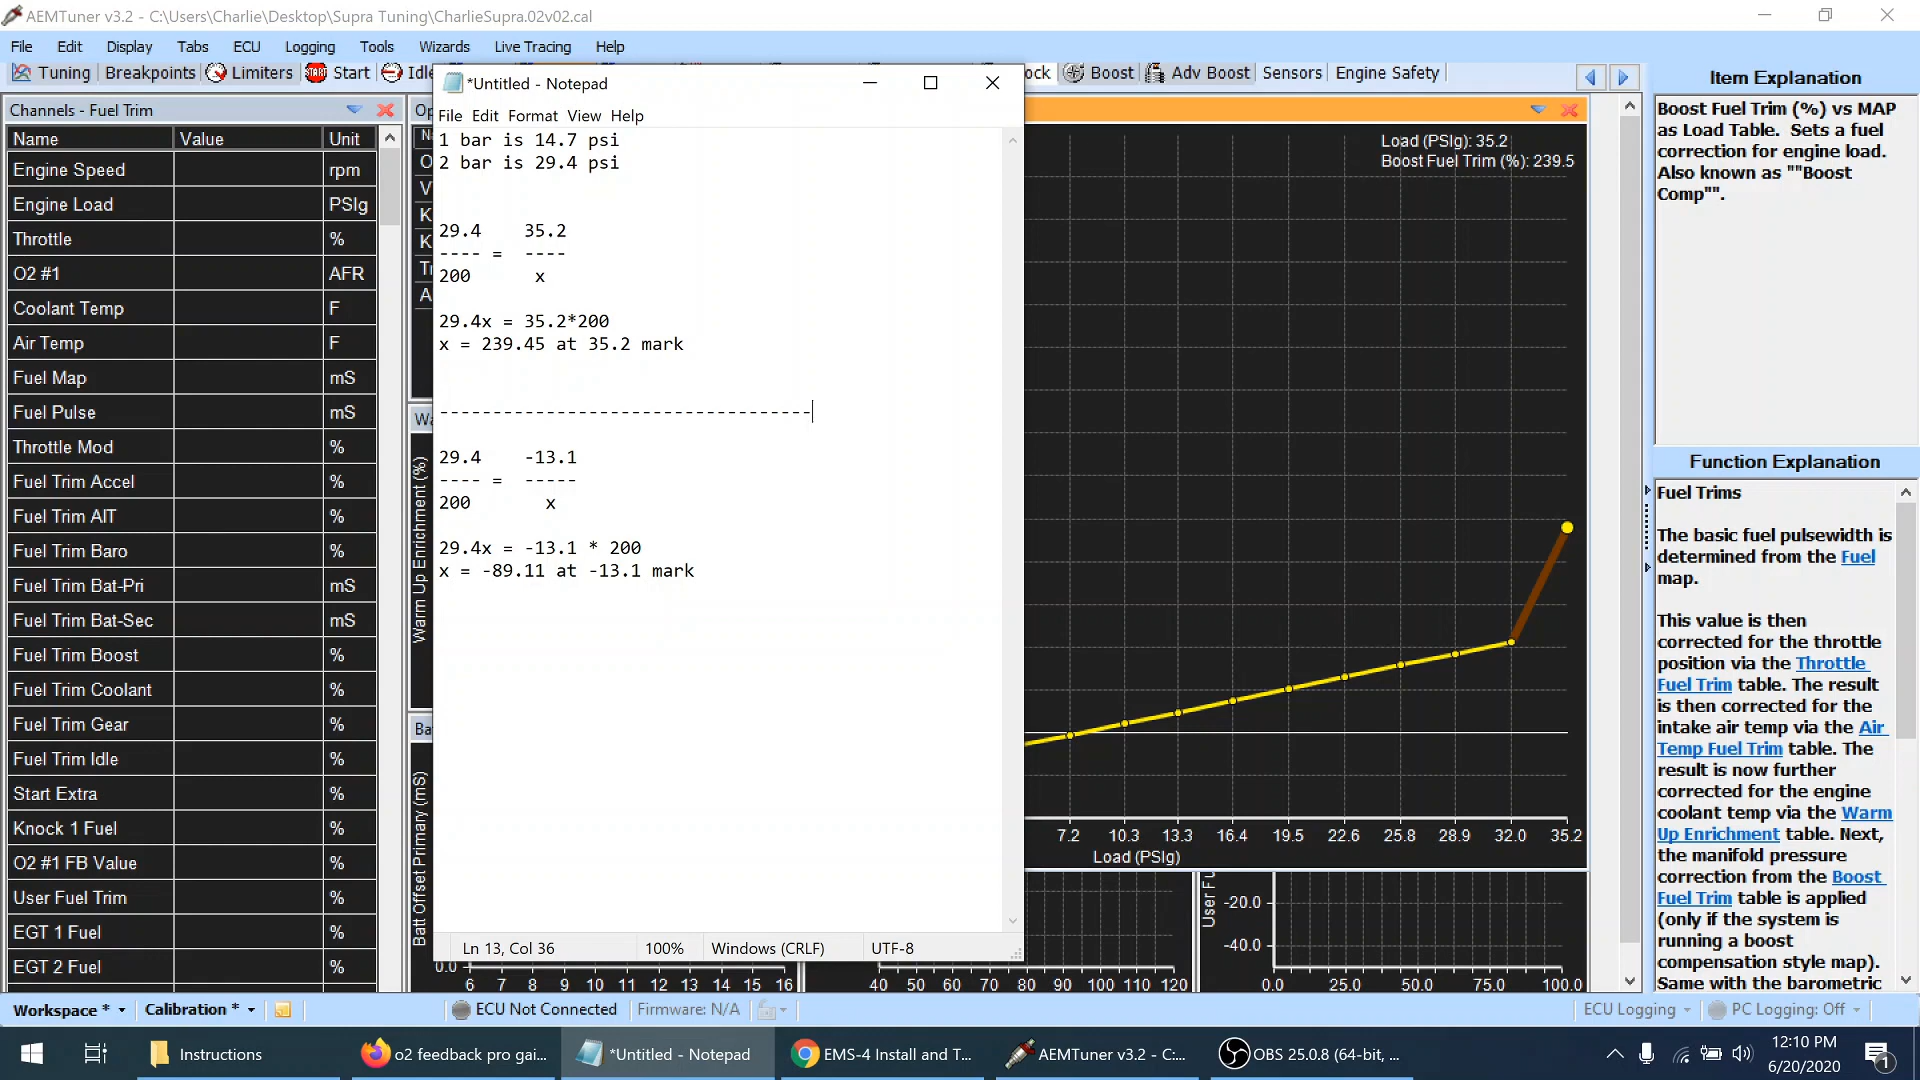 AEMTuner v3.2 - C:\Users\Charlie\Desktop\Supra Tuning\CharlieSupra.02v02.cal
File Edit Display Tabs ECU Logging Tools Wizards Live Tracing Help
Tuning Breakpoints Limiters START Start Idle
ock Boost Adv Boost Sensors Engine Safety
Channels - Fuel Trim
Name Value Unit
Engine Speed rpm
Engine Load PSIg
Throttle %
O2 #1 AFR
Coolant Temp F
Air Temp F
Fuel Map mS
Fuel Pulse mS
Throttle Mod %
Fuel Trim Accel %
Fuel Trim AIT %
Fuel Trim Baro %
Fuel Trim Bat-Pri mS
Fuel Trim Bat-Sec mS
Fuel Trim Boost %
Fuel Trim Coolant %
Fuel Trim Gear %
Fuel Trim Idle %
Start Extra %
Knock 1 Fuel %
O2 #1 FB Value %
User Fuel Trim %
EGT 1 Fuel %
EGT 2 Fuel %
Op
N
O
V
K
K
Tr
A
Wa
Warm Up Enrichment (%)
Ba
Batt Offset Primary (mS)
0.0
6 7 8 9 10 11 12 13 14 15 16
*Untitled - Notepad
File Edit Format View Help
1 bar is 14.7 psi
2 bar is 29.4 psi
29.4 35.2
---- = ----
200 x
29.4x = 35.2*200
x = 239.45 at 35.2 mark
-----------------------------------
29.4 -13.1
---- = -----
200 x
29.4x = -13.1 * 200
x = -89.11 at -13.1 mark
Ln 13, Col 36 100% Windows (CRLF) UTF-8
Load (PSIg): 35.2
Boost Fuel Trim (%): 239.5
7.2 10.3 13.3 16.4 19.5 22.6 25.8 28.9 32.0 35.2
Load (PSIg)
40 50 60 70 80 90 100 110 120
User Fu
-20.0
-40.0
0.0 25.0 50.0 75.0 100.0
Item Explanation
Boost Fuel Trim (%) vs MAP
as Load Table. Sets a fuel
correction for engine load.
Also known as ""Boost
Comp"".
Function Explanation
Fuel Trims
The basic fuel pulsewidth is
determined from the Fuel
map.
This value is then
corrected for the throttle
position via the Throttle
Fuel Trim table. The result
is then corrected for the
intake air temp via the Air
Temp Fuel Trim table. The
result is now further
corrected for the engine
coolant temp via the Warm
Up Enrichment table. Next,
the manifold pressure
correction from the Boost
Fuel Trim table is applied
(only if the system is
running a boost
compensation style map).
Same with the barometric
Workspace * Calibration * ECU Not Connected Firmware: N/A ECU Logging PC Logging: Off
Instructions o2 feedback pro gai... *Untitled - Notepad EMS-4 Install and T... AEMTuner v3.2 - C:... OBS 25.0.8 (64-bit, ...
12:10 PM
6/20/2020
1